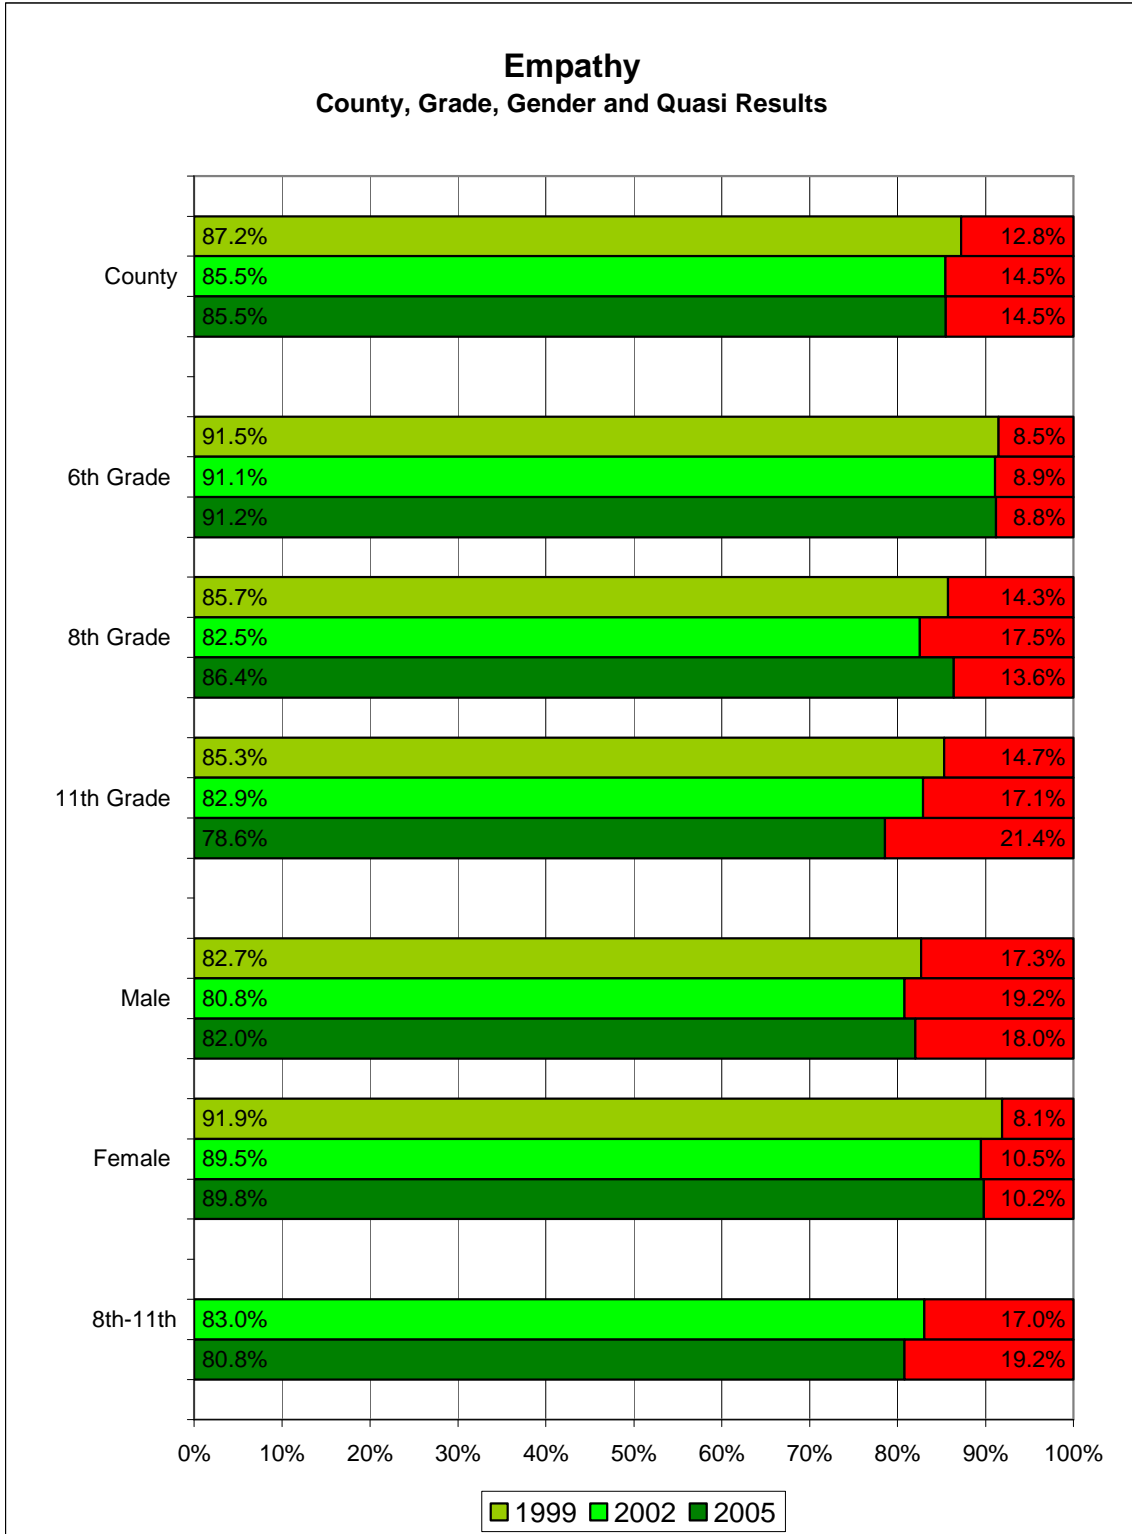 Empathy
County, Grade, Gender and Quasi Results
87.2% 12.8%
County 85.5% 14.5%
85.5% 14.5%
91.5% 8.5%
6th Grade 91.1% 8.9%
91.2% 8.8%
85.7% 14.3%
8th Grade 82.5% 17.5%
86.4% 13.6%
85.3% 14.7%
11th Grade 82.9% 17.1%
78.6% 21.4%
82.7% 17.3%
Male 80.8% 19.2%
82.0% 18.0%
91.9% 8.1%
Female 89.5% 10.5%
89.8% 10.2%
8th-11th 83.0% 17.0%
80.8% 19.2%
0% 10% 20% 30% 40% 50% 60% 70% 80% 90% 100%
1999 2002 2005